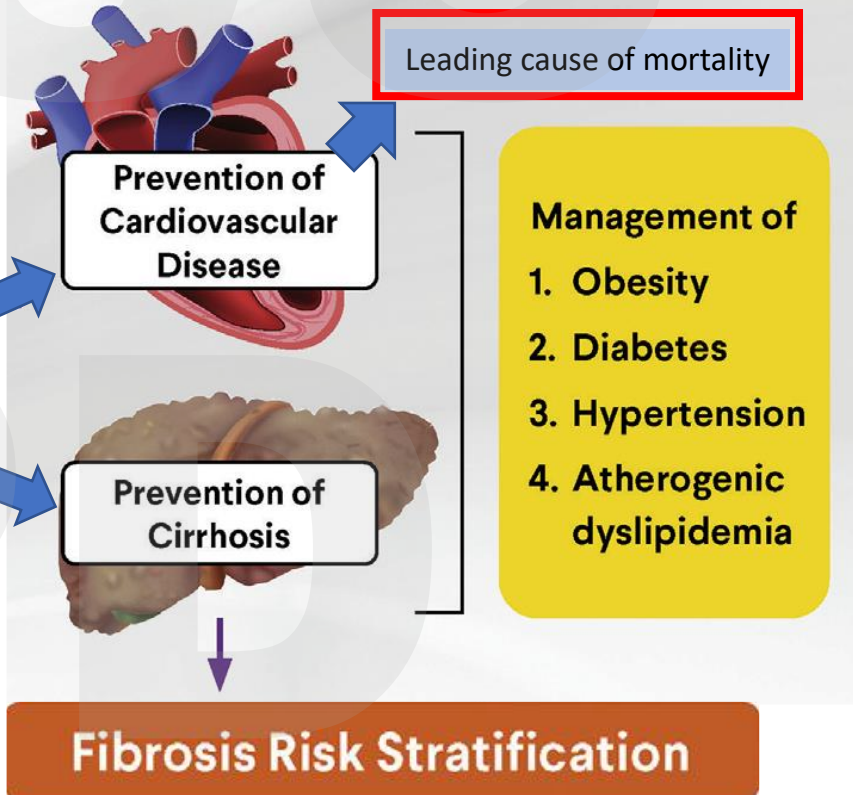 Leading cause of mortality
Prevention of
Cardiovascular
Disease
Management of
1. Obesity
2. Diabetes
3. Hypertension
4. Atherogenic
dyslipidemia
Prevention of
Cirrhosis
Fibrosis Risk Stratification